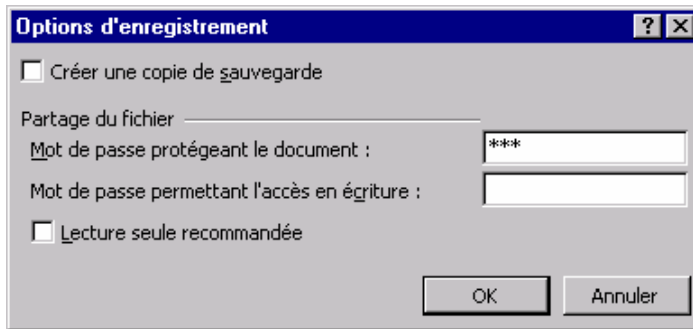 Options d'enregistrement
Créer une copie de sauvegarde
Partage du fichier
Mot de passe protégeant le document : ***
Mot de passe permettant l'accès en écriture :
Lecture seule recommandée
OK Annuler